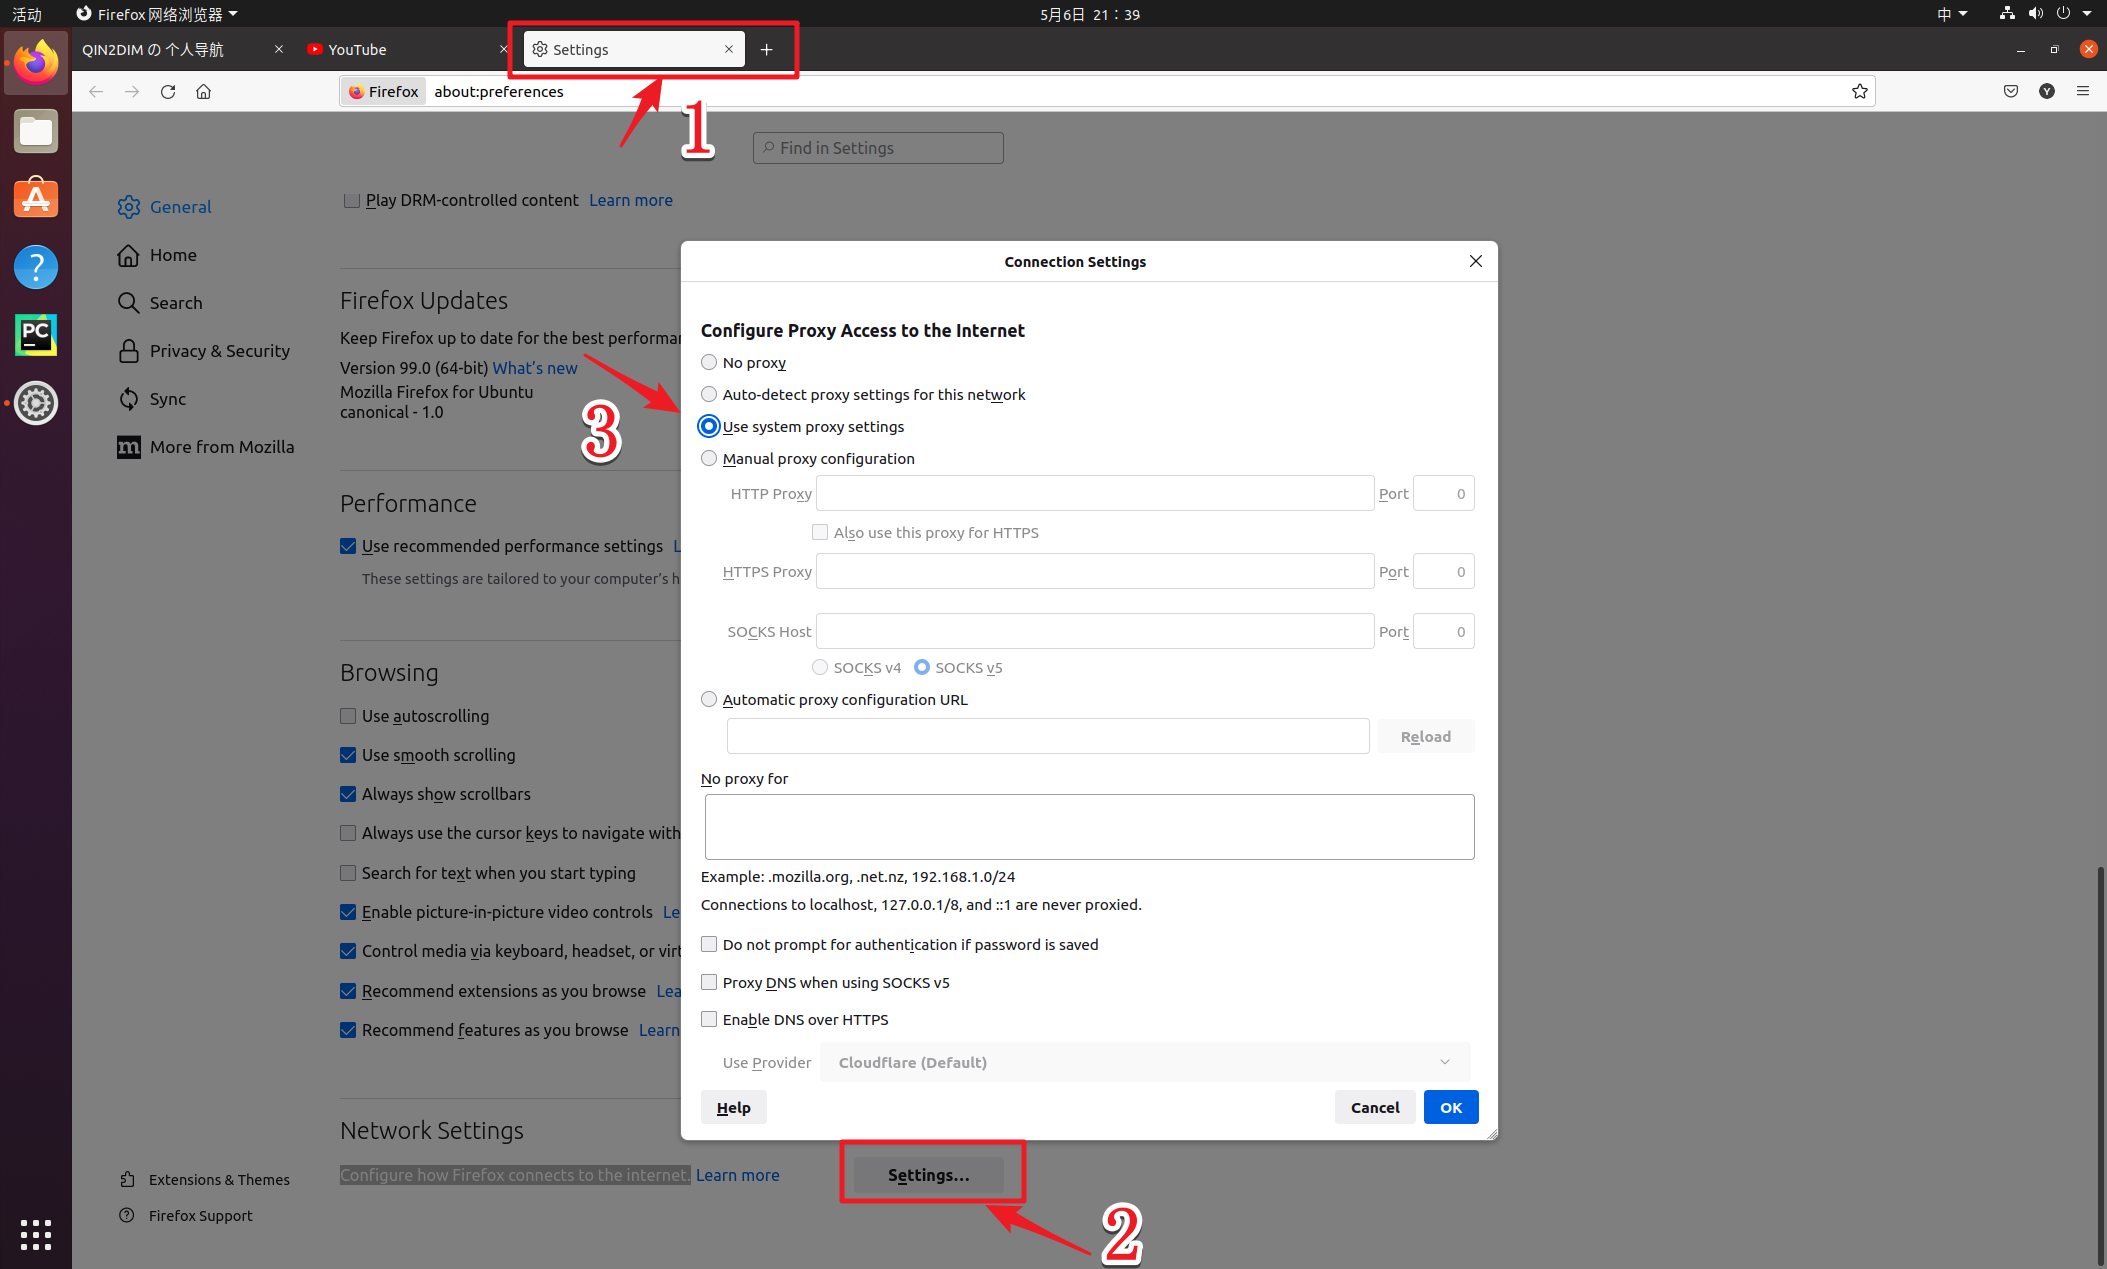 活动
Firefox 网络浏览器
5月6日 21：39
中
QIN2DIM の 个人导航
YouTube
Settings
Firefox
about:preferences
1
Find in Settings
General
Home
Search
Privacy & Security
Sync
More from Mozilla
Extensions & Themes
Firefox Support
Play DRM-controlled content Learn more
Firefox Updates
Keep Firefox up to date for the best performa
Version 99.0 (64-bit) What's new
Mozilla Firefox for Ubuntu
canonical - 1.0
3
Performance
Use recommended performance settings L
These settings are tailored to your computer's h
Browsing
Use autoscrolling
Use smooth scrolling
Always show scrollbars
Always use the cursor keys to navigate with
Search for text when you start typing
Enable picture-in-picture video controls Le
Control media via keyboard, headset, or virt
Recommend extensions as you browse Lea
Recommend features as you browse Learn
Network Settings
Configure how Firefox connects to the internet. Learn more
Settings...
2
Connection Settings
Configure Proxy Access to the Internet
No proxy
Auto-detect proxy settings for this network
Use system proxy settings
Manual proxy configuration
HTTP Proxy Port 0
Also use this proxy for HTTPS
HTTPS Proxy Port 0
SOCKS Host Port 0
SOCKS v4 SOCKS v5
Automatic proxy configuration URL
Reload
No proxy for
Example: .mozilla.org, .net.nz, 192.168.1.0/24
Connections to localhost, 127.0.0.1/8, and ::1 are never proxied.
Do not prompt for authentication if password is saved
Proxy DNS when using SOCKS v5
Enable DNS over HTTPS
Use Provider Cloudflare (Default)
Help
Cancel
OK
PC
m
Y